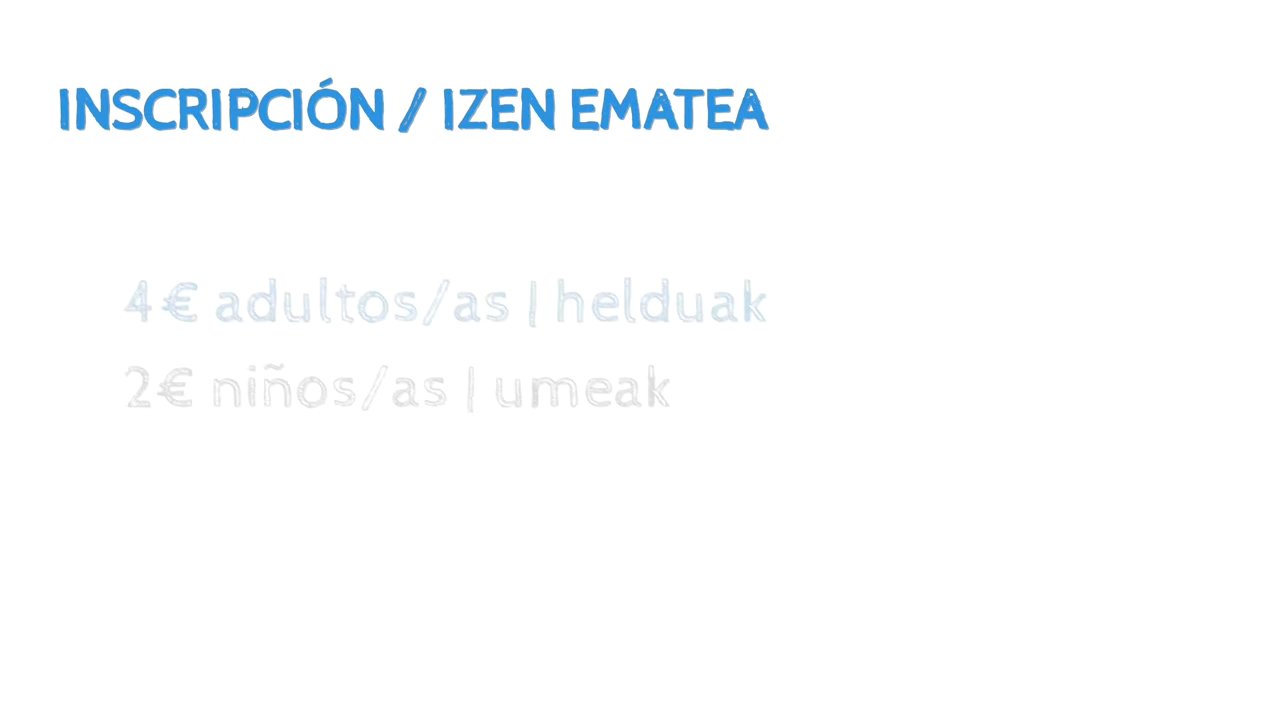 INSCRIPCIÓN / IZEN EMATEA
4€ adultos/as | helduak
2€ niños/as | umeak